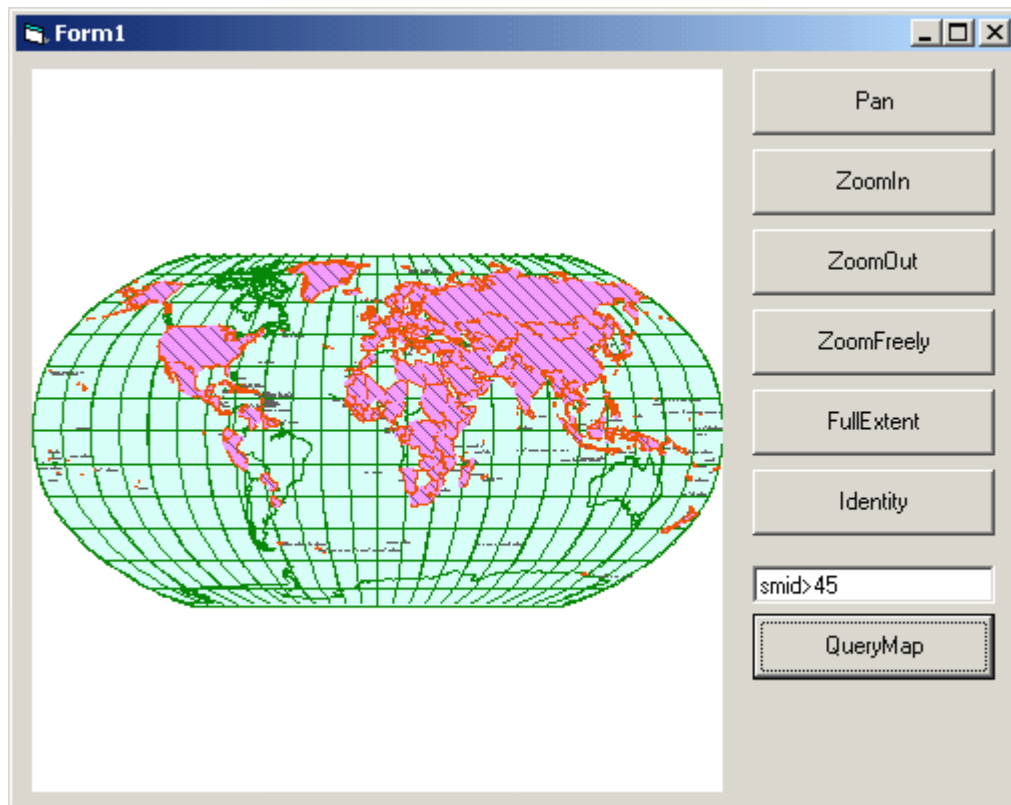 Form1
Pan
ZoomIn
ZoomOut
ZoomFreely
FullExtent
Identity
smid>45
QueryMap